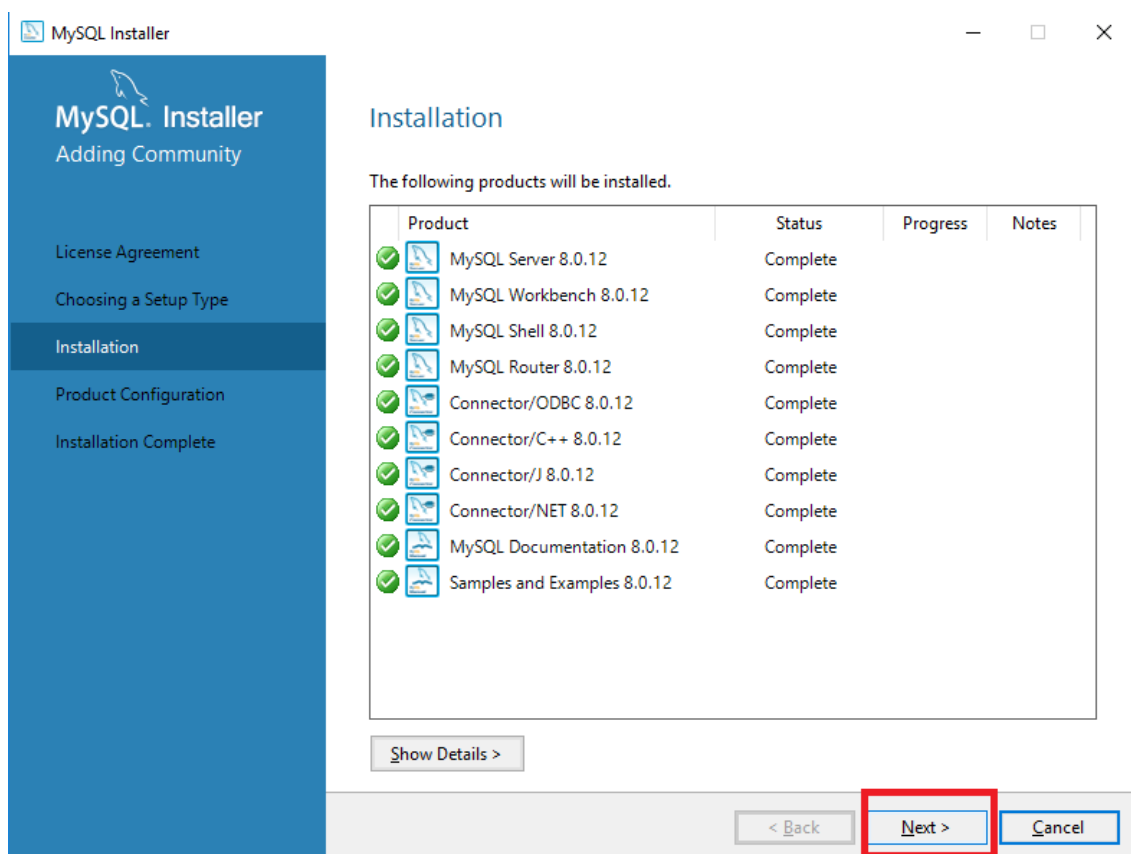 MySQL Installer
MySQL. Installer
Adding Community
License Agreement
Choosing a Setup Type
Installation
Product Configuration
Installation Complete
Installation
The following products will be installed.
Product Status Progress Notes
MySQL Server 8.0.12 Complete
MySQL Workbench 8.0.12 Complete
MySQL Shell 8.0.12 Complete
MySQL Router 8.0.12 Complete
Connector/ODBC 8.0.12 Complete
Connector/C++ 8.0.12 Complete
Connector/J 8.0.12 Complete
Connector/NET 8.0.12 Complete
MySQL Documentation 8.0.12 Complete
Samples and Examples 8.0.12 Complete
Show Details >
< Back Next > Cancel